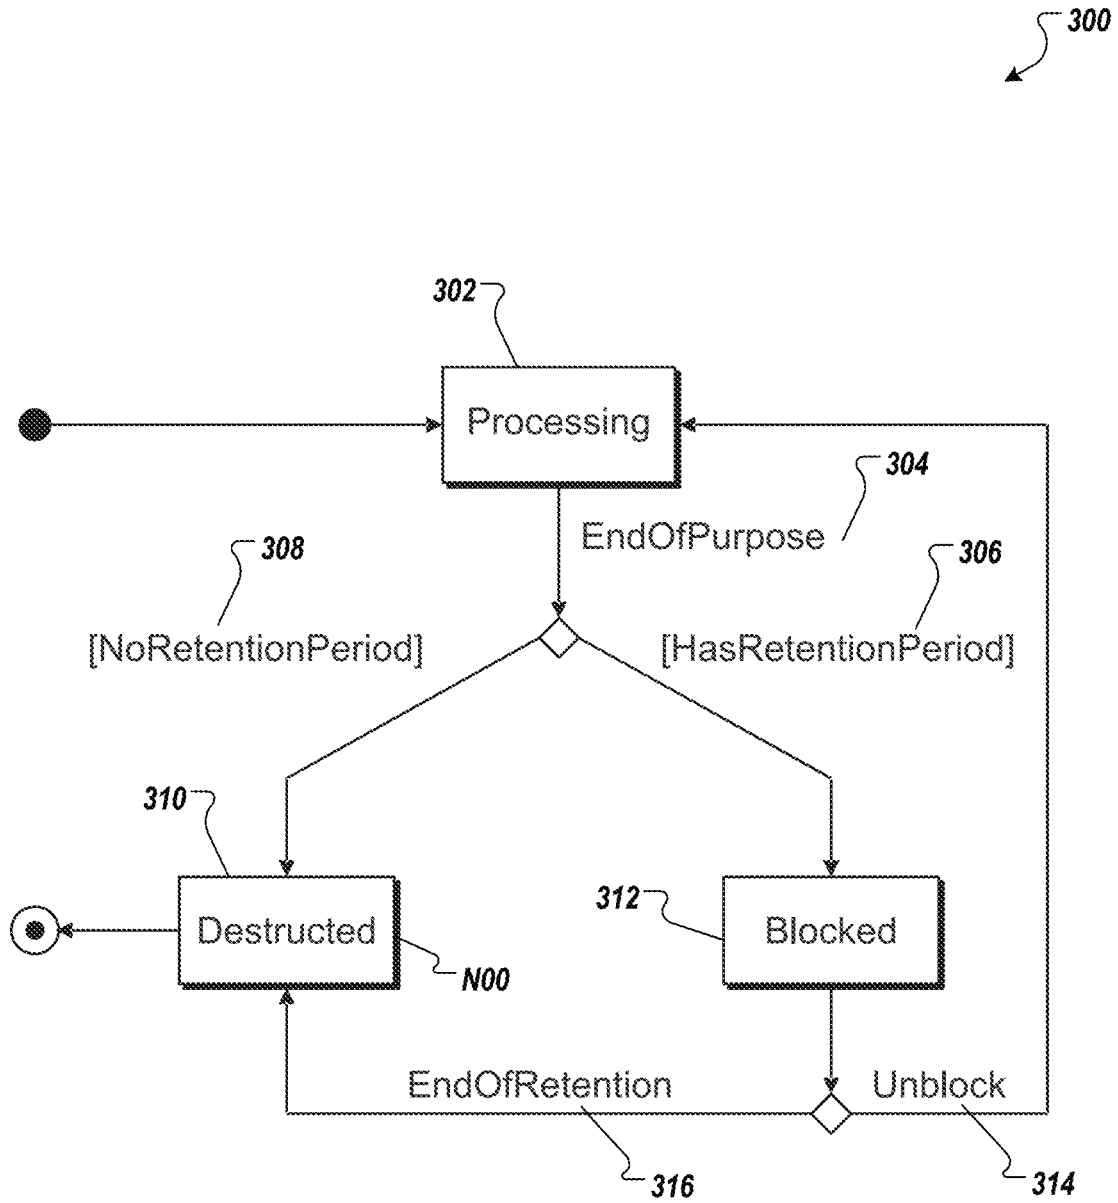 300
302
Processing
304
EndOfPurpose
308
306
[NoRetentionPeriod]
[HasRetentionPeriod]
310
312
Destructed
Blocked
N00
EndOfRetention
Unblock
316
314